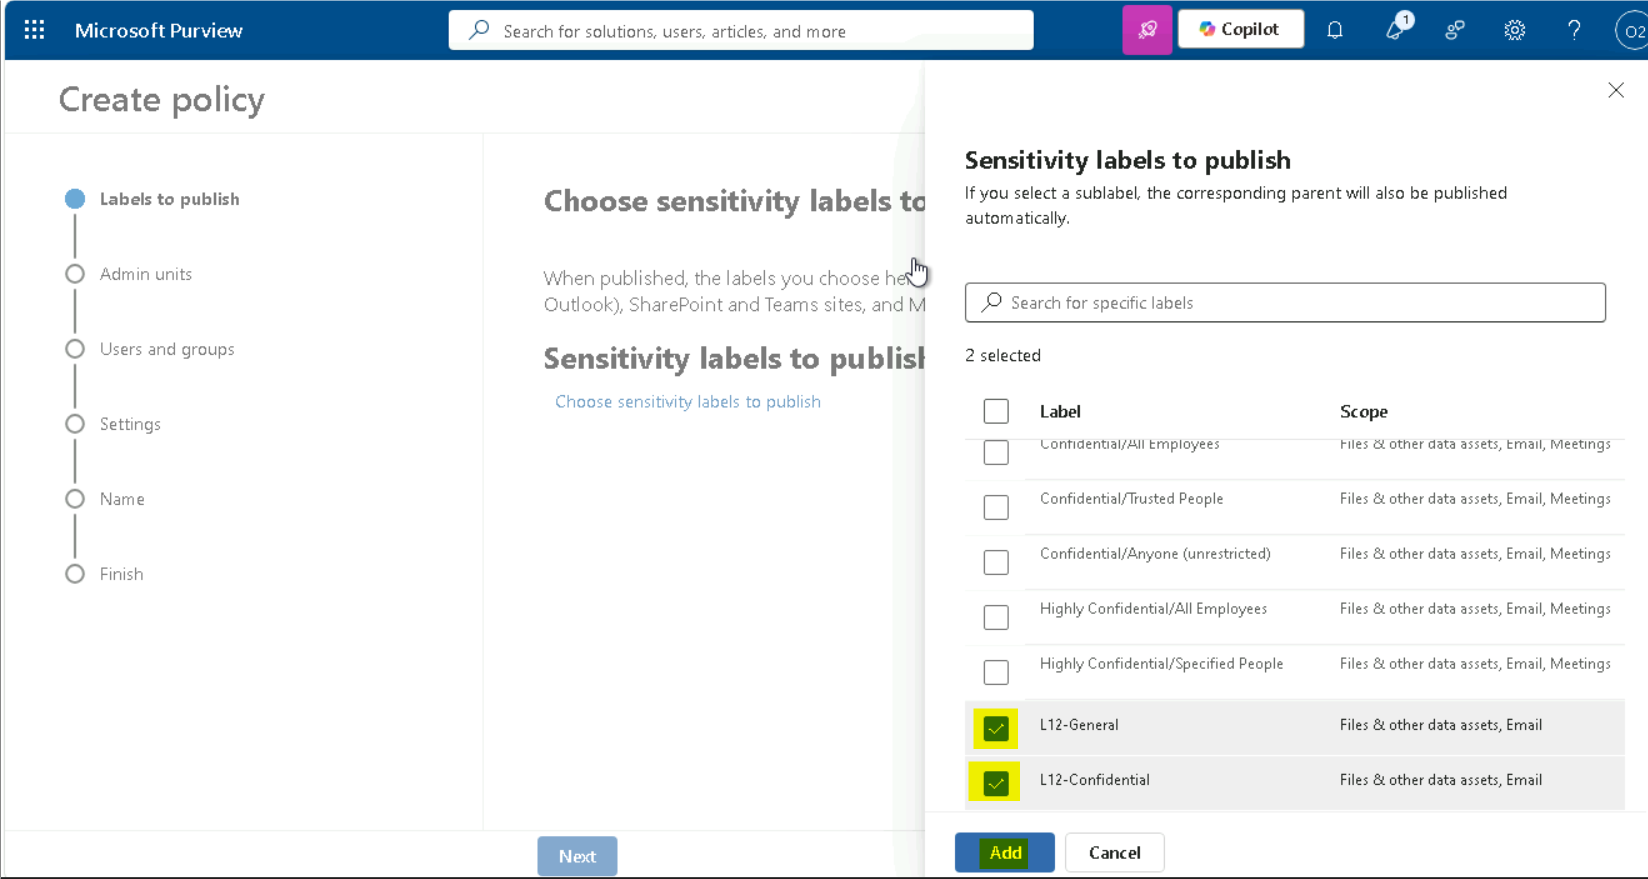 Microsoft Purview
Search for solutions, users, articles, and more
Copilot
1
O2
Create policy
Labels to publish
Admin units
Users and groups
Settings
Name
Finish
Choose sensitivity labels to
When published, the labels you choose he
Outlook), SharePoint and Teams sites, and M
Sensitivity labels to publish
Choose sensitivity labels to publish
Next
Sensitivity labels to publish
If you select a sublabel, the corresponding parent will also be published
automatically.
Search for specific labels
2 selected
Label Scope
Confidential/All Employees Files & other data assets, Email, Meetings
Confidential/Trusted People Files & other data assets, Email, Meetings
Confidential/Anyone (unrestricted) Files & other data assets, Email, Meetings
Highly Confidential/All Employees Files & other data assets, Email, Meetings
Highly Confidential/Specified People Files & other data assets, Email, Meetings
L12-General Files & other data assets, Email
L12-Confidential Files & other data assets, Email
Add Cancel